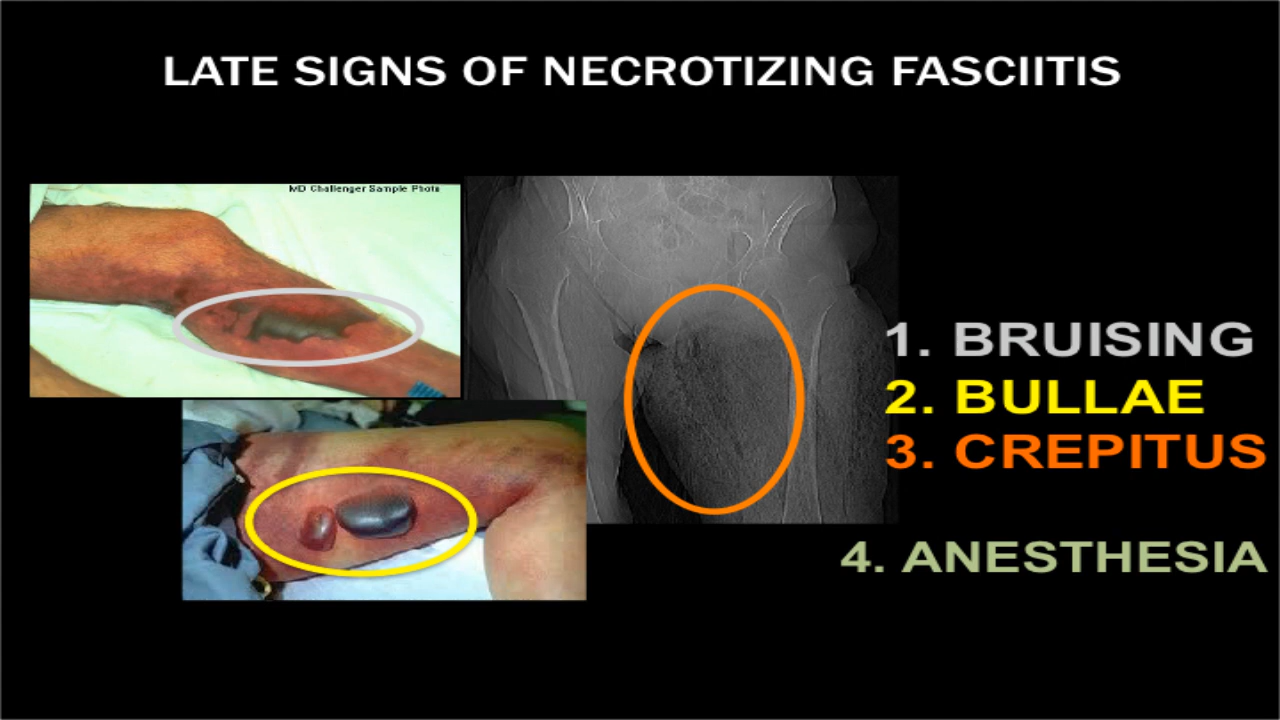 LATE SIGNS OF NECROTIZING FASCIITIS
MD Challenger Sample Photo
1. BRUISING
2. BULLAE
3. CREPITUS
4. ANESTHESIA